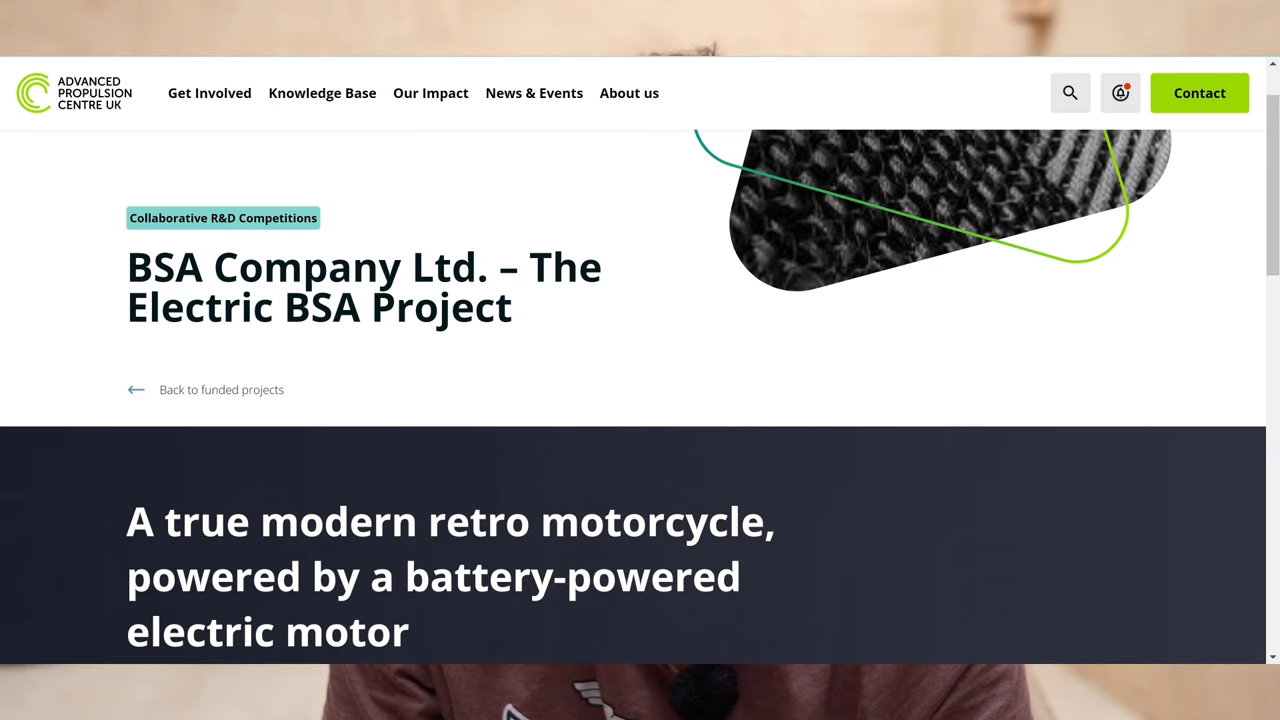 ADVANCED
PROPULSION
CENTRE UK
Get Involved
Knowledge Base
Our Impact
News & Events
About us
Contact
Collaborative R&D Competitions
BSA Company Ltd. – The
Electric BSA Project
Back to funded projects
A true modern retro motorcycle,
powered by a battery-powered
electric motor